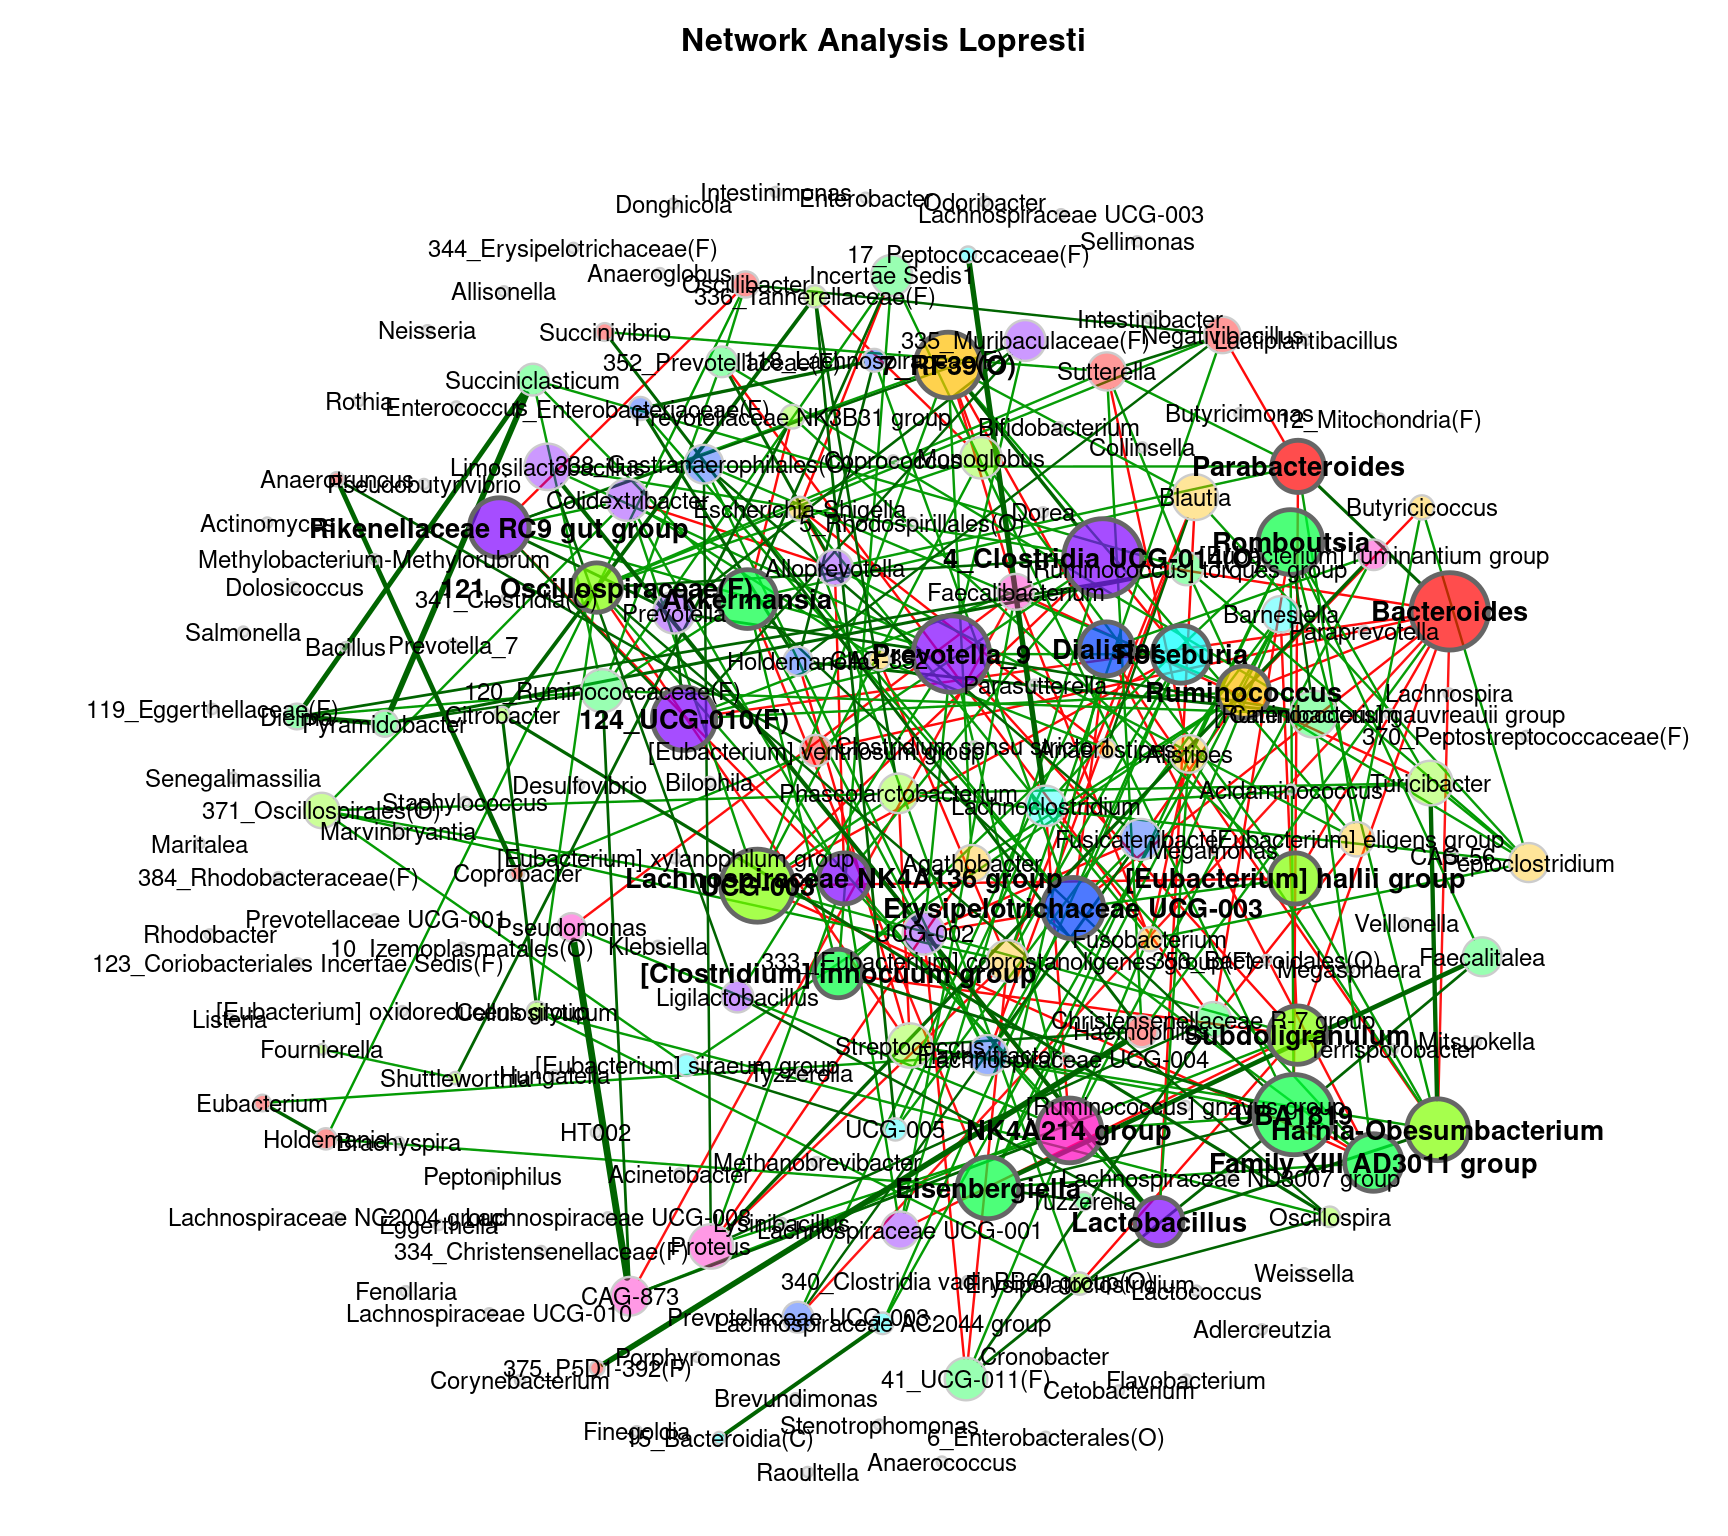 Network Analysis Lopresti
Intestinimonas
Enterobacter
Donghicola
Odoribacter
Lachnospiraceae UCG-003
Sellimonas
344_Erysipelotrichaceae(F)
17_Peptococcaceae(F)
Anaeroglobus
Incertae Sedis1
Oscillibacter
336_Tannerellaceae(F)
Allisonella
Intestinibacter
Neisseria
Succinivibrio
Negativibacillus
Lactiplantibacillus
335_Muribaculaceae(F)
352_Prevotellaceae(F)
7_RF39(O)
Sutterella
Succiniclasticum
Rothia
Enterococcus
Prevotellaceae NK3B31 group
Butyricimonas
12_Mitochondria(F)
Bifidobacterium
Collinsella
Limosilactobacillus
Coprococcus
Monoglobus
Parabacteroides
Anaerotruncus
Pseudobutyrivibrio
Colidextribacter
Blautia
Butyricicoccus
Escherichia-Shigella
Dorea
Actinomyces
Rikenellaceae RC9 gut group
5_Rhodospirillales(O)
Romboutsia
Methylobacterium-Methylorubrum
4_Clostridia UCG-014(O)
[Eubacterium] ruminantium group
Alloprevotella
[Ruminococcus] torques group
Dolosicoccus
121_Oscillospiraceae(F)
341_Clostridia(C)
Akkermansia
Faecalibacterium
Bacteroides
Prevotella
Barnesiella
Salmonella
Paraprevotella
Bacillus
Prevotella_7
Prevotella_9
Dialister
Roseburia
Holdemanella
CAG-352
Parasutterella
120_Ruminococcaceae(F)
Ruminococcus
Lachnospira
119_Eggerthellaceae(F)
Dielma
Pyramidobacter
Citrobacter
124_UCG-010(F)
[Ruminococcus] gauvreauii group
370_Peptostreptococcaceae(F)
[Eubacterium] ventriosum group
Clostridium sensu stricto 1
Anaerostipes
Alistipes
Senegalimassilia
Desulfovibrio
Bilophila
Turicibacter
Acidaminococcus
Phascolarctobacterium
Staphylococcus
371_Oscillospirales(O)
Lachnoclostridium
Marvinbryantia
Maritalea
Fusicatenibacter
[Eubacterium] eligens group
Megamonas
[Eubacterium] xylanophilum group
Agathobacter
CAG-56
Peptoclostridium
Coprobacter
384_Rhodobacteraceae(F)
Lachnospiraceae NK4A136 group
UCG-003
[Eubacterium] hallii group
Erysipelotrichaceae UCG-003
Prevotellaceae UCG-001
Pseudomonas
Veillonella
Rhodobacter
UCG-002
Fusobacterium
10_Izemoplasmatales(O)
Klebsiella
Faecalitalea
123_Coriobacteriales Incertae Sedis(F)
333_[Eubacterium] coprostanoligenes group(F)
353_Bacteroidales(O)
Megasphaera
[Clostridium] innocuum group
Ligilactobacillus
[Eubacterium] oxidoreducens group
Cellulosilyticum
Listeria
Christensenellaceae R-7 group
Haemophilus
Subdoligranulum
Mitsuokella
Fournierella
Streptococcus
Terrisporobacter
Flavonifractor
Lachnospiraceae UCG-004
[Eubacterium] siraeum group
Tyzzerella
Shuttleworthia
Hungatella
Eubacterium
[Ruminococcus] gnavus group
UBA1819
Holdemania
Brachyspira
HT002
UCG-005
NK4A214 group
Hafnia-Obesumbacterium
Methanobrevibacter
Family XIII AD3011 group
Peptoniphilus
Acinetobacter
Lachnospiraceae ND3007 group
Eisenbergiella
Tuzzerella
Lachnospiraceae NC2004 group
Eggerthella
Lachnospiraceae UCG-008
Lysinibacillus
Lachnospiraceae UCG-001
Lactobacillus
Oscillospira
334_Christensenellaceae(F)
Proteus
Weissella
340_Clostridia vadinBB60 group(O)
Erysipelatoclostridium
Lactococcus
Fenollaria
CAG-873
Lachnospiraceae UCG-010
Prevotellaceae UCG-003
Lachnospiraceae AC2044 group
Adlercreutzia
Porphyromonas
Cronobacter
375_P5D1-392(F)
Corynebacterium
41_UCG-011(F)
Flavobacterium
Cetobacterium
Brevundimonas
Stenotrophomonas
Finegoldia
15_Bacteroidia(C)
6_Enterobacterales(O)
Anaerococcus
Raoultella